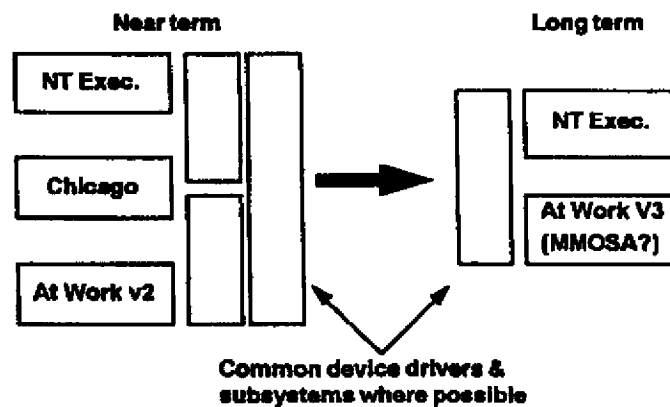 Near term
Long term
NT Exec.
NT Exec.
Chicago
At Work V3
(MMOSA?)
At Work v2
Common device drivers &
subsystems where possible